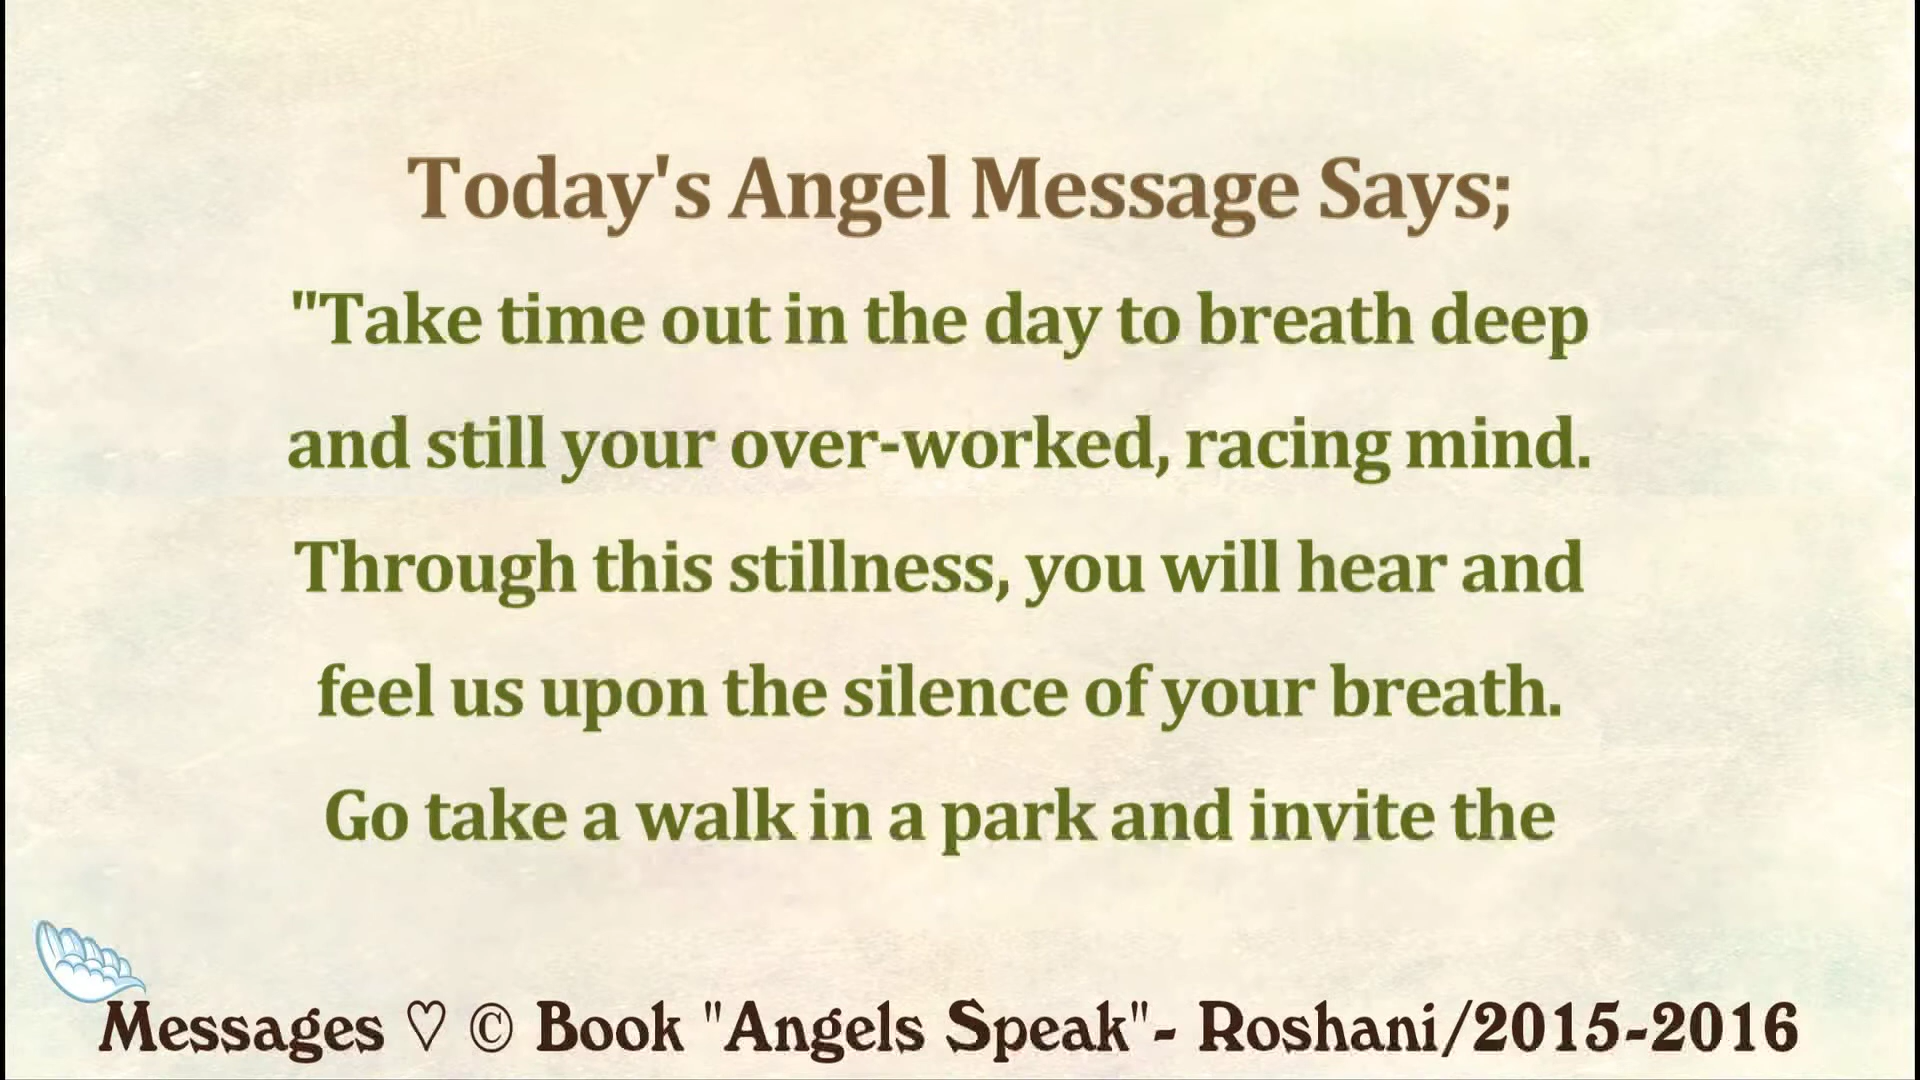 Today's Angel Message Says;
"Take time out in the day to breath deep
and still your over-worked, racing mind.
Through this stillness, you will hear and
feel us upon the silence of your breath.
Go take a walk in a park and invite the
Messages ♡ © Book "Angels Speak"- Roshani/2015-2016